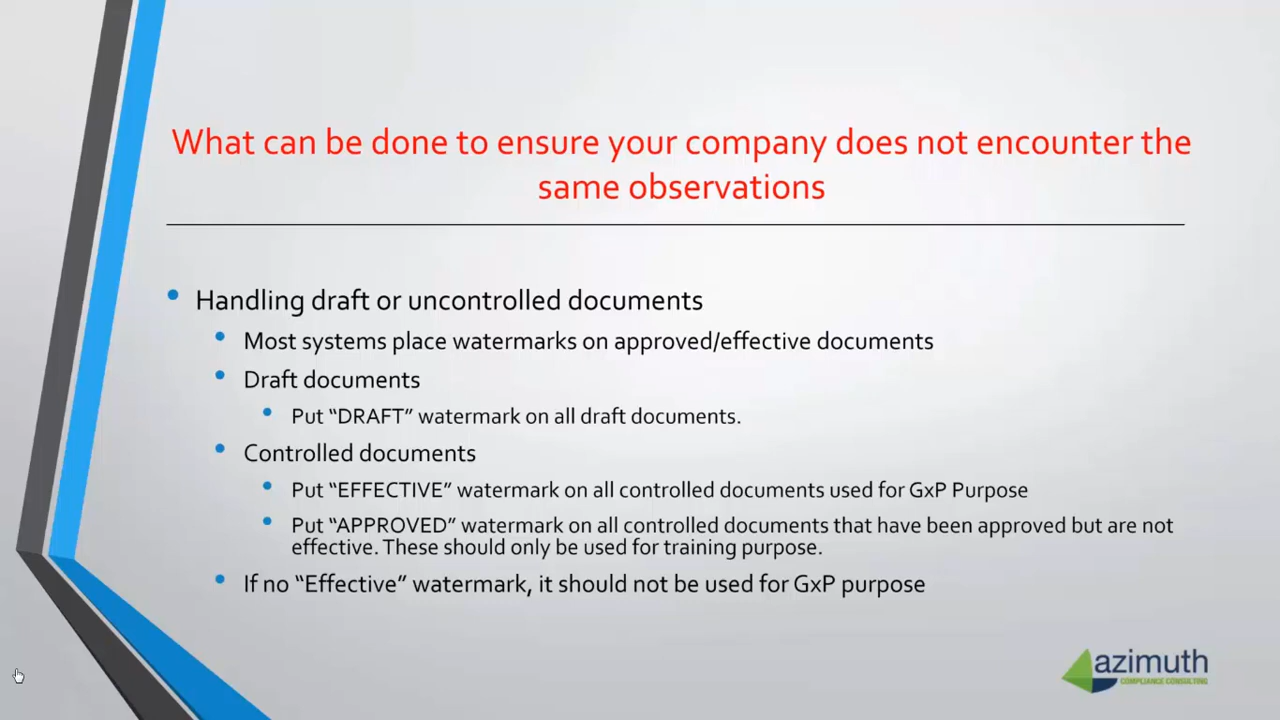 What can be done to ensure your company does not encounter the
same observations
• Handling draft or uncontrolled documents
• Most systems place watermarks on approved/effective documents
• Draft documents
• Put “DRAFT” watermark on all draft documents.
• Controlled documents
• Put “EFFECTIVE” watermark on all controlled documents used for GxP Purpose
• Put “APPROVED” watermark on all controlled documents that have been approved but are not
effective. These should only be used for training purpose.
• If no “Effective” watermark, it should not be used for GxP purpose
azimuth
COMPLIANCE CONSULTING